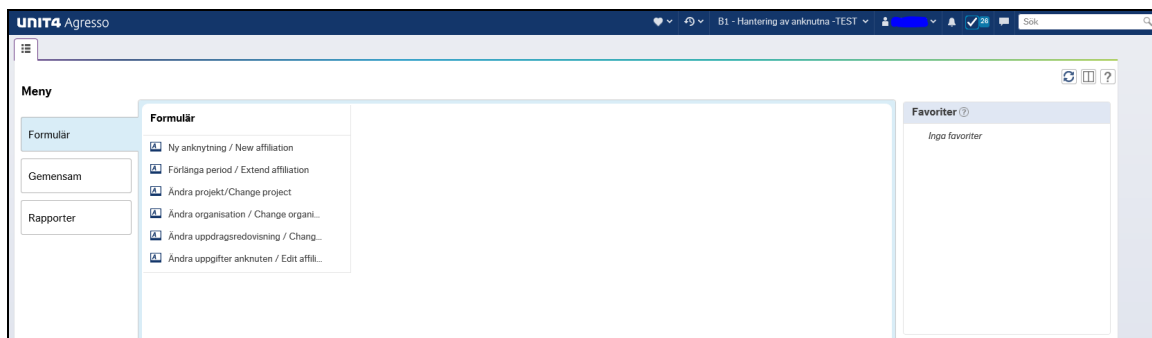 UNIT4 Agresso
B1 - Hantering av anknutna -TEST
26
Sök
?
Meny
Formulär
Gemensam
Rapporter
Formulär
Ny anknytning / New affiliation
Förlänga period / Extend affiliation
Ändra projekt/Change project
Ändra organisation / Change organi...
Ändra uppdragsredovisning / Chang...
Ändra uppgifter anknuten / Edit affili...
Favoriter ?
Inga favoriter